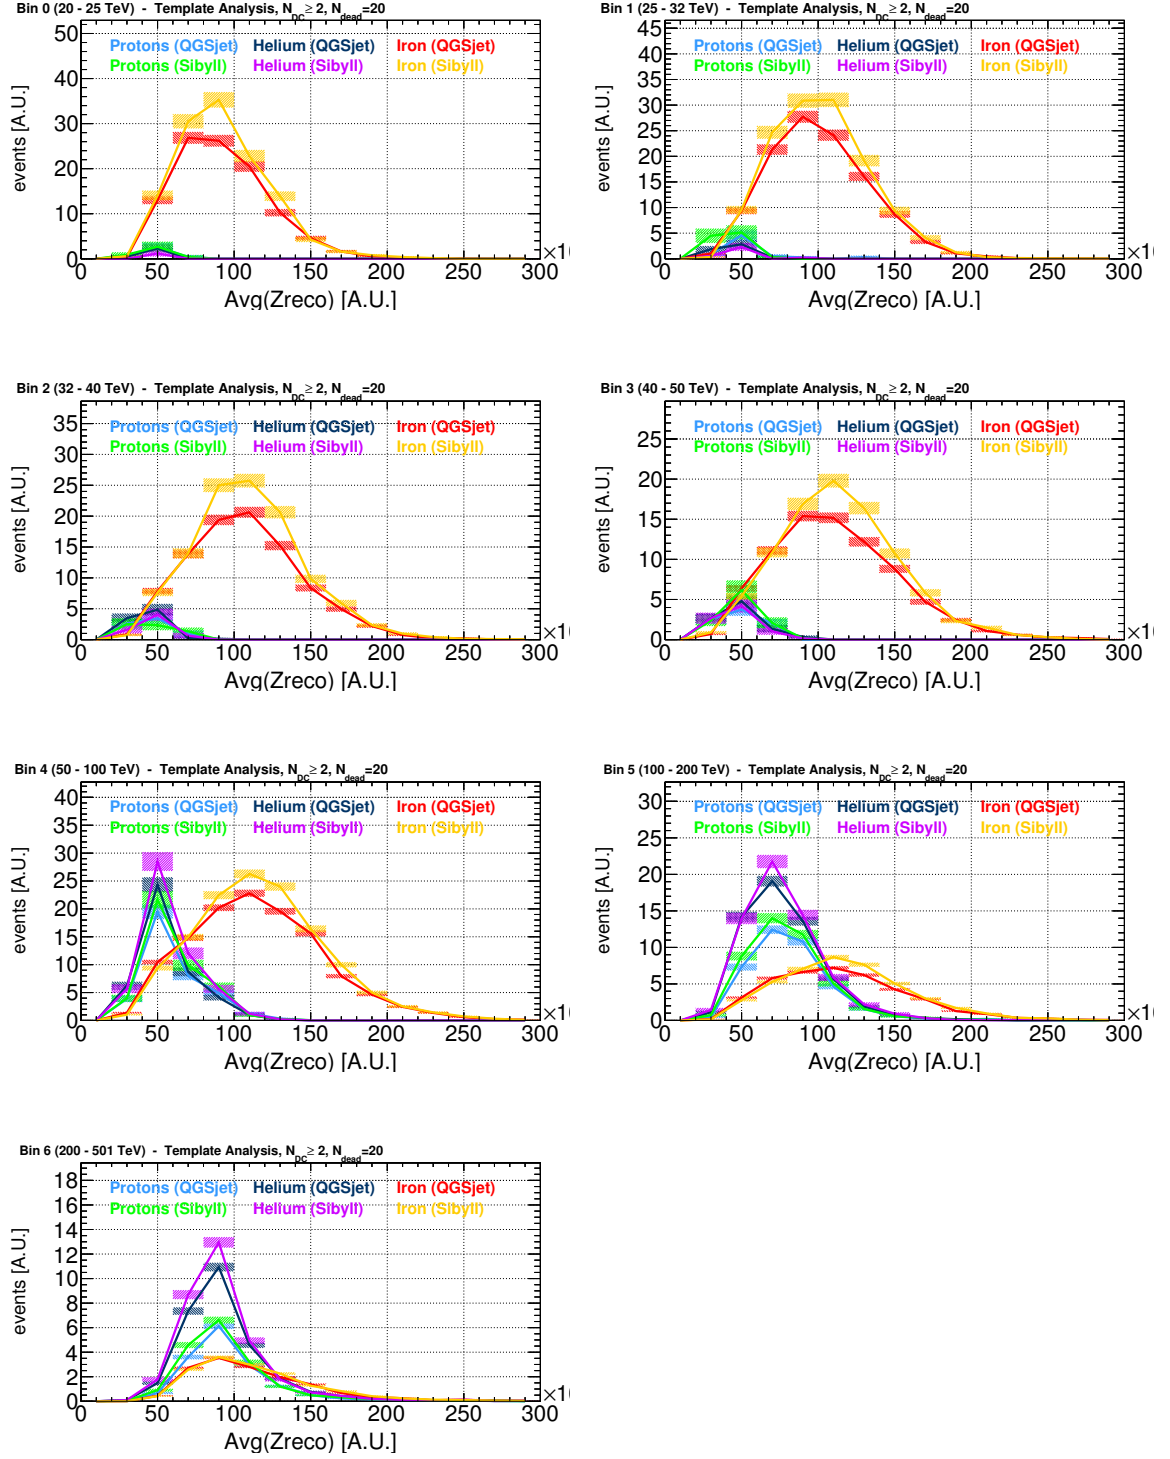 Bin 0 (20 - 25 TeV) - Template Analysis, N_DC ≥ 2, N_dead=20
Protons (QGSjet) Helium (QGSjet) Iron (QGSjet)
Protons (Sibyll) Helium (Sibyll) Iron (Sibyll)
events [A.U.]
50
40
30
20
10
0
0 50 100 150 200 250 300
Avg(Zreco) [A.U.]
Bin 1 (25 - 32 TeV) - Template Analysis, N_DC ≥ 2, N_dead=20
Protons (QGSjet) Helium (QGSjet) Iron (QGSjet)
Protons (Sibyll) Helium (Sibyll) Iron (Sibyll)
events [A.U.]
45
40
35
30
25
20
15
10
5
0
0 50 100 150 200 250 300
Avg(Zreco) [A.U.]
Bin 2 (32 - 40 TeV) - Template Analysis, N_DC ≥ 2, N_dead=20
Protons (QGSjet) Helium (QGSjet) Iron (QGSjet)
Protons (Sibyll) Helium (Sibyll) Iron (Sibyll)
events [A.U.]
35
30
25
20
15
10
5
0
0 50 100 150 200 250 300
Avg(Zreco) [A.U.]
Bin 3 (40 - 50 TeV) - Template Analysis, N_DC ≥ 2, N_dead=20
Protons (QGSjet) Helium (QGSjet) Iron (QGSjet)
Protons (Sibyll) Helium (Sibyll) Iron (Sibyll)
events [A.U.]
25
20
15
10
5
0
0 50 100 150 200 250 300
Avg(Zreco) [A.U.]
Bin 4 (50 - 100 TeV) - Template Analysis, N_DC ≥ 2, N_dead=20
Protons (QGSjet) Helium (QGSjet) Iron (QGSjet)
Protons (Sibyll) Helium (Sibyll) Iron (Sibyll)
events [A.U.]
40
35
30
25
20
15
10
5
0
0 50 100 150 200 250 300
Avg(Zreco) [A.U.]
Bin 5 (100 - 200 TeV) - Template Analysis, N_DC ≥ 2, N_dead=20
Protons (QGSjet) Helium (QGSjet) Iron (QGSjet)
Protons (Sibyll) Helium (Sibyll) Iron (Sibyll)
events [A.U.]
30
25
20
15
10
5
0
0 50 100 150 200 250 300
Avg(Zreco) [A.U.]
Bin 6 (200 - 501 TeV) - Template Analysis, N_DC ≥ 2, N_dead=20
Protons (QGSjet) Helium (QGSjet) Iron (QGSjet)
Protons (Sibyll) Helium (Sibyll) Iron (Sibyll)
events [A.U.]
18
16
14
12
10
8
6
4
2
0
0 50 100 150 200 250 300
Avg(Zreco) [A.U.]